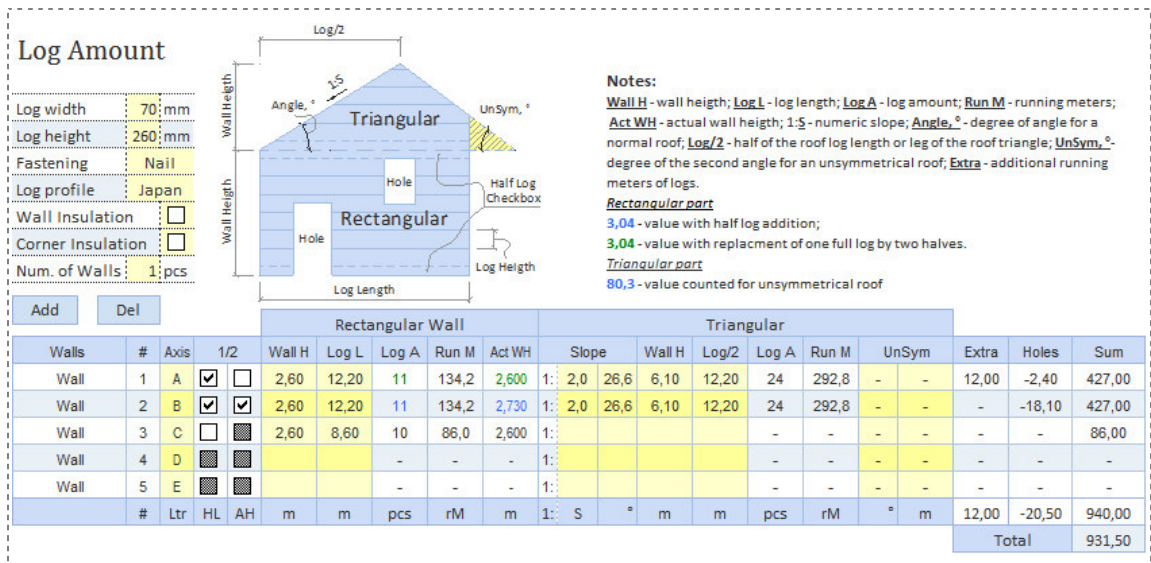 Log Amount
Log width 70 mm
Log height 260 mm
Fastening Nail
Log profile Japan
Wall Insulation
Corner Insulation
Num. of Walls 1 pcs
Add Del
Log/2
Wall Heigth
1:S
Angle, °
Triangular
UnSym, °
Wall Heigth
Hole
Half Log
Checkbox
Rectangular
Hole
Log Heigth
Log Length
Notes:
Wall H - wall heigth; Log L - log length; Log A - log amount; Run M - running meters;
Act WH - actual wall heigth; 1:S - numeric slope; Angle, ° - degree of angle for a
normal roof; Log/2 - half of the roof log length or leg of the roof triangle; UnSym, °-
degree of the second angle for an unsymmetrical roof; Extra - additional running
meters of logs.
Rectangular part
3,04 - value with half log addition;
3,04 - value with replacment of one full log by two halves.
Triangular part
80,3 - value counted for unsymmetrical roof
Rectangular Wall Triangular
Walls # Axis 1/2 Wall H Log L Log A Run M Act WH Slope Wall H Log/2 Log A Run M UnSym Extra Holes Sum
Wall 1 A 2,60 12,20 11 134,2 2,600 1: 2,0 26,6 6,10 12,20 24 292,8 - - 12,00 -2,40 427,00
Wall 2 B 2,60 12,20 11 134,2 2,730 1: 2,0 26,6 6,10 12,20 24 292,8 - - - -18,10 427,00
Wall 3 C 2,60 8,60 10 86,0 2,600 1: - - - - - - 86,00
Wall 4 D - - - 1: - - - - - - -
Wall 5 E - - - 1: - - - - - - -
# Ltr HL AH m m pcs rM m 1: S ° m m pcs rM ° m 12,00 -20,50 940,00
Total 931,50